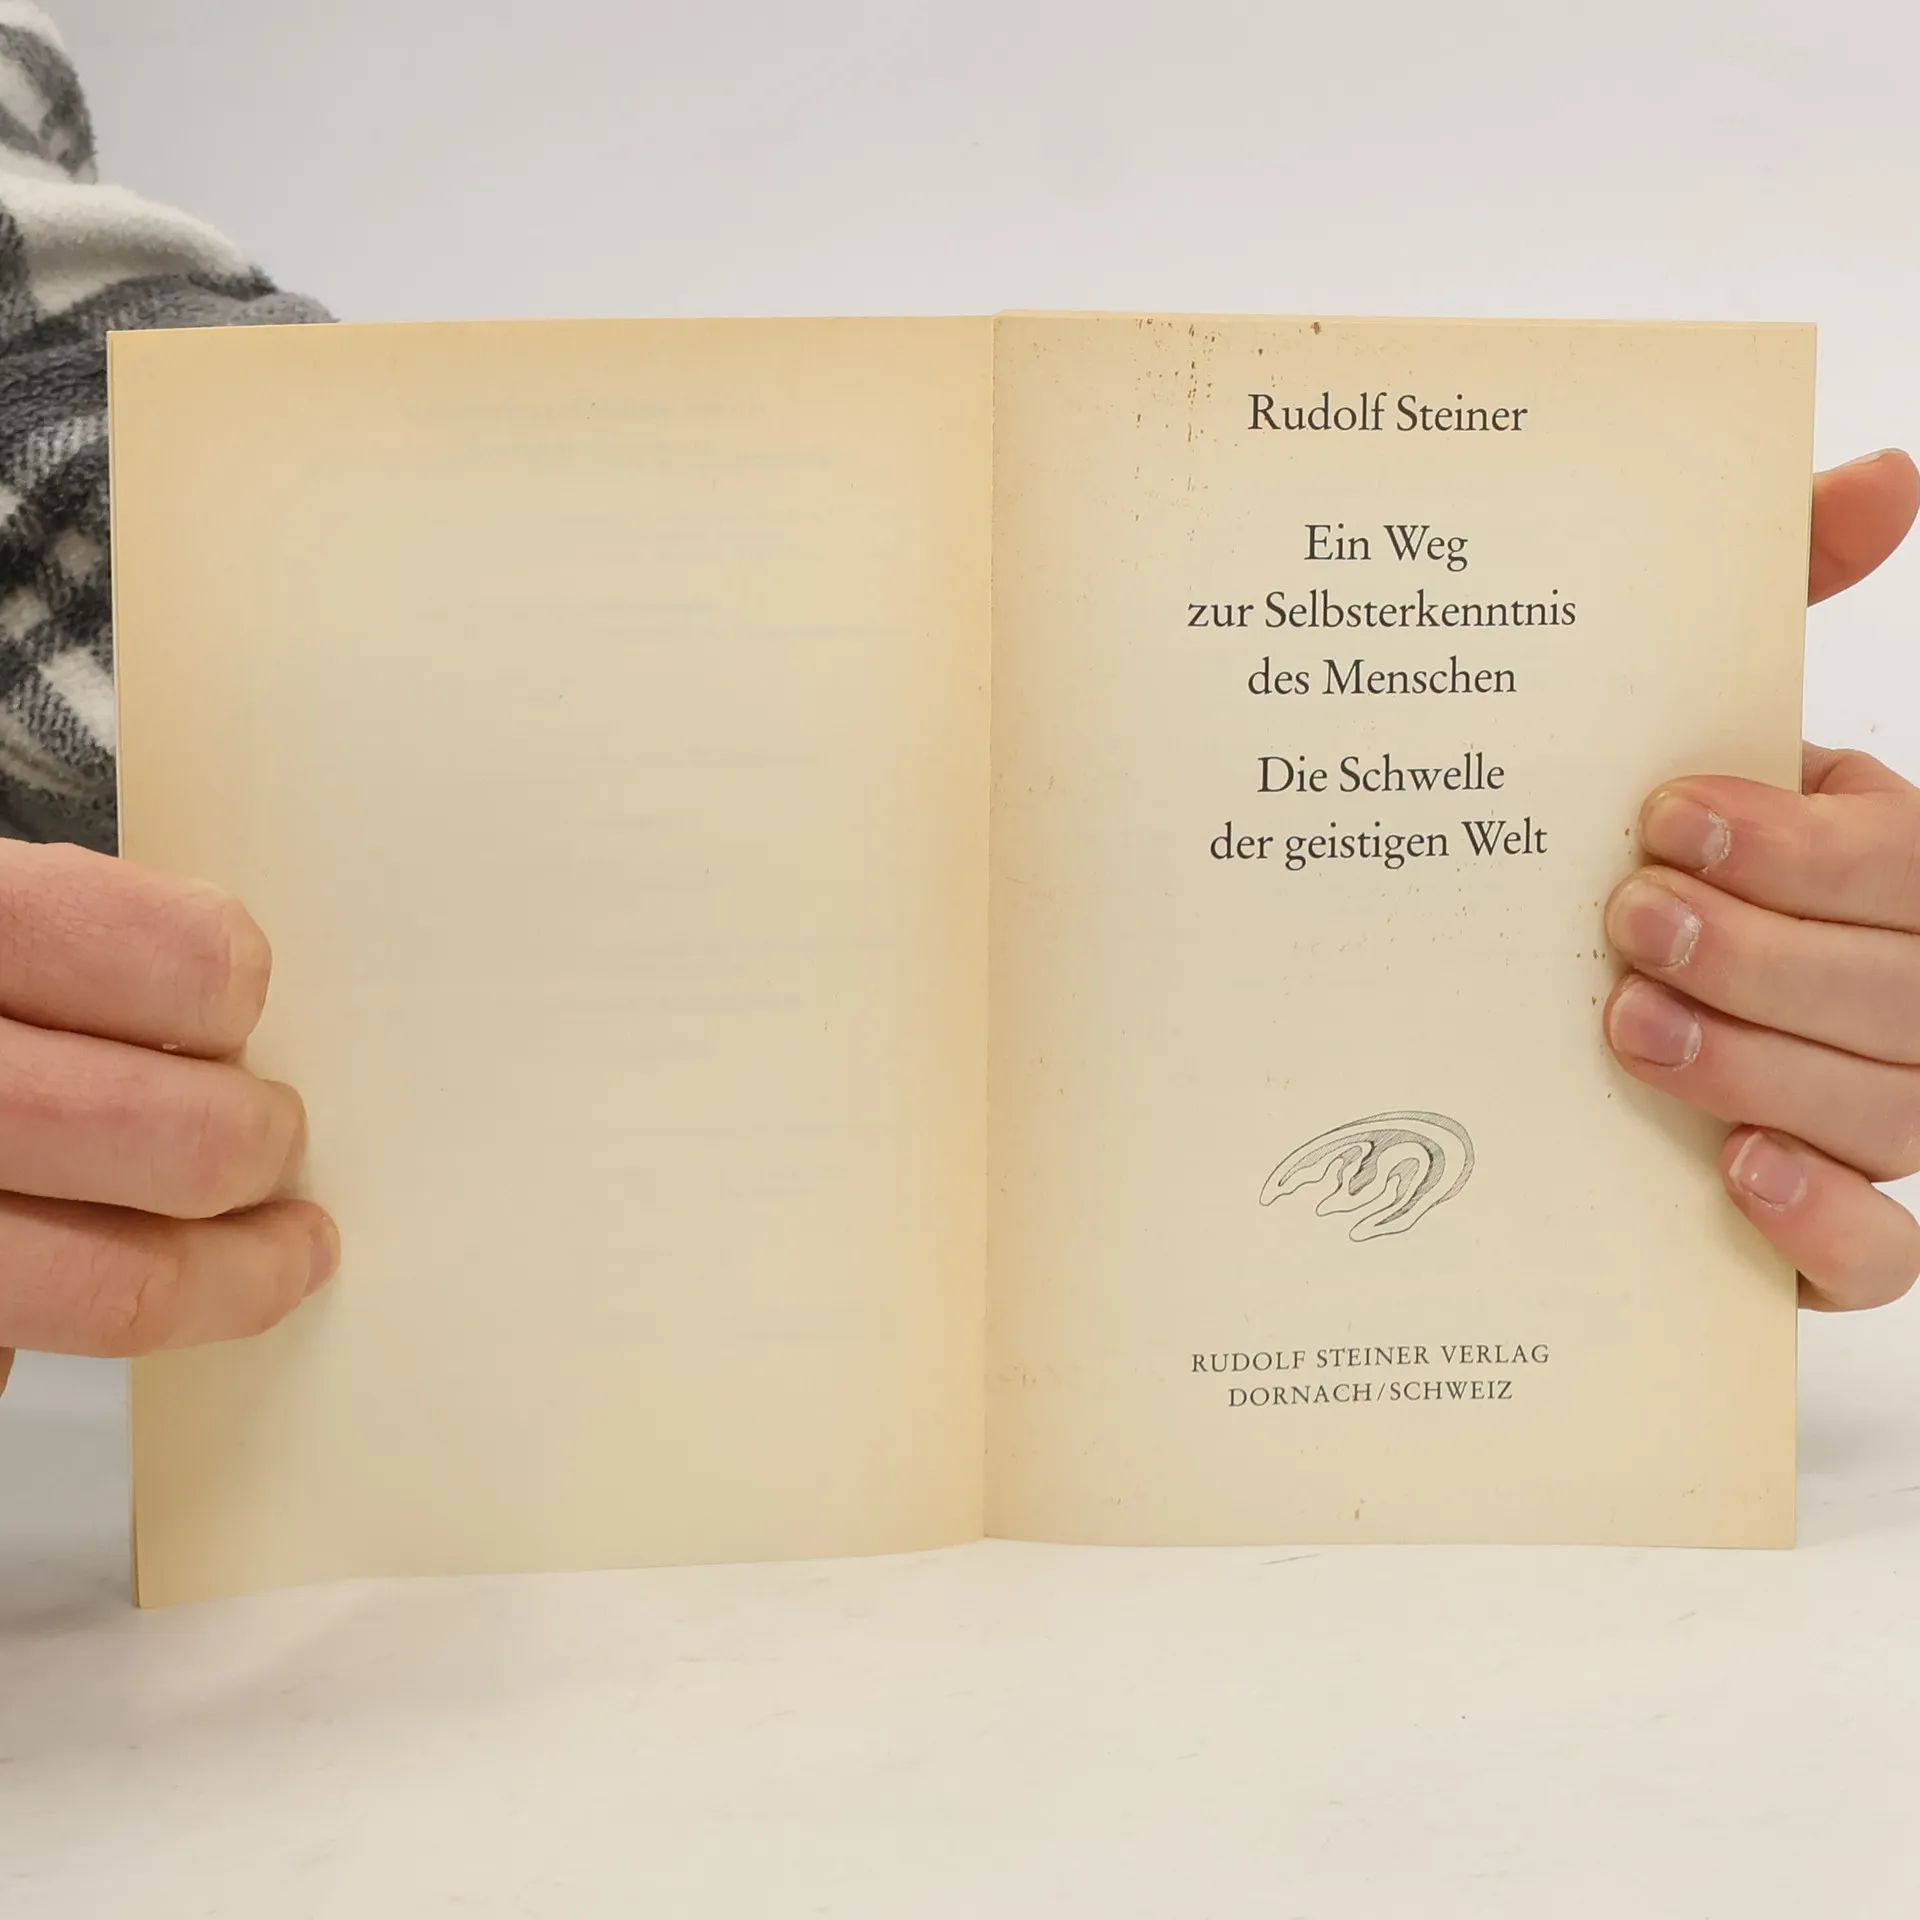 Rudolf Steiner
Ein Weg
zur Selbsterkenntnis
des Menschen
Die Schwelle
der geistigen Welt
RUDOLF STEINER VERLAG
DORNACH/SCHWEIZ